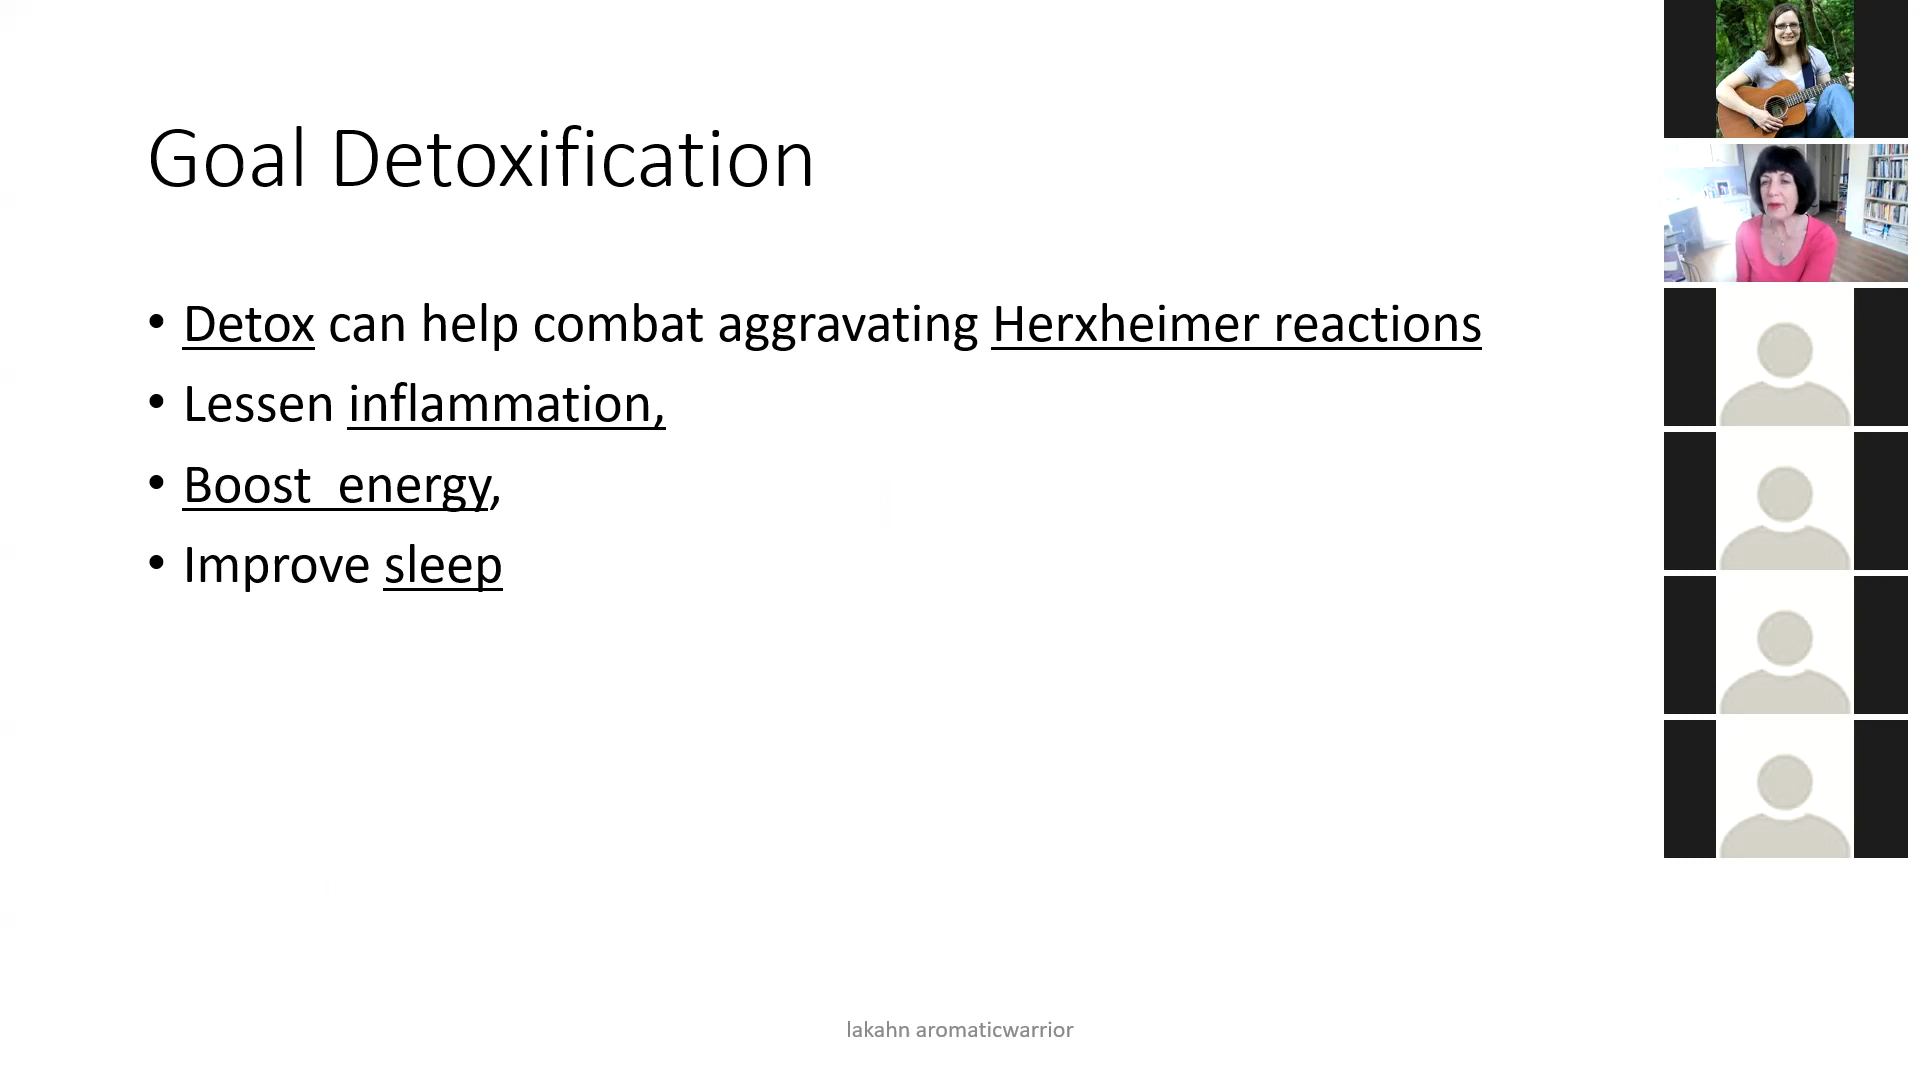 Goal Detoxification
• Detox can help combat aggravating Herxheimer reactions
• Lessen inflammation,
• Boost  energy,
• Improve sleep
lakahn aromaticwarrior